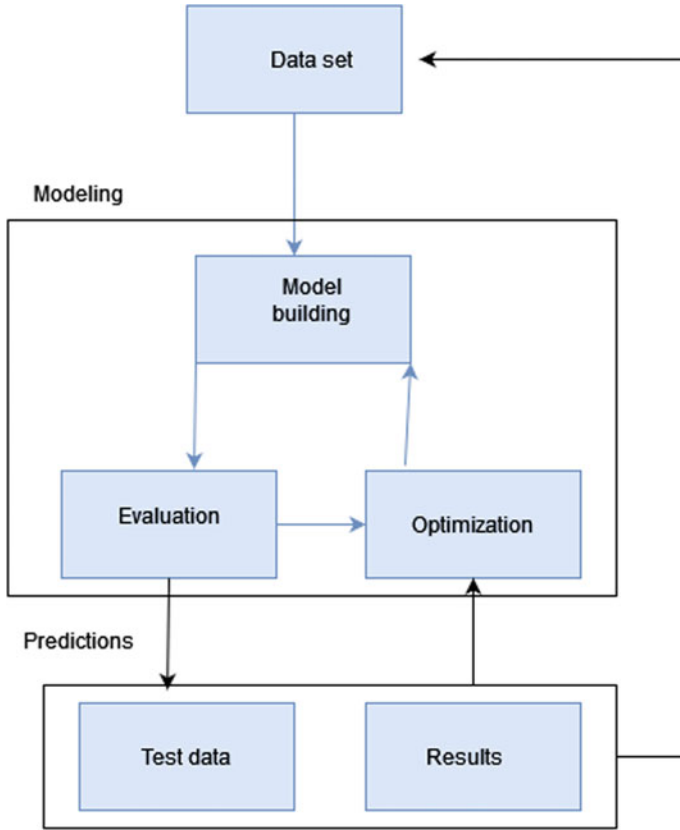 Data set
Modeling
Model
building
Evaluation
Optimization
Predictions
Test data
Results